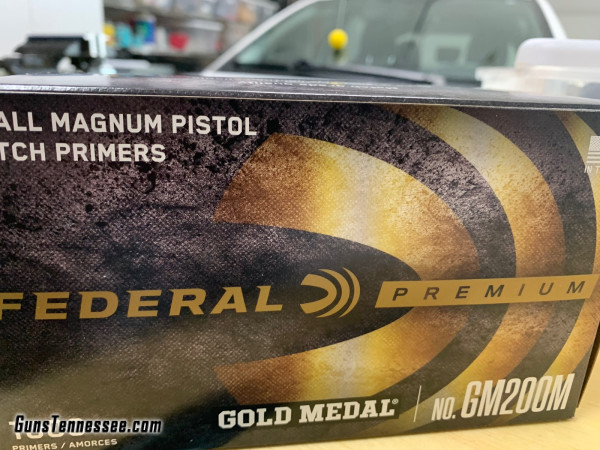 ALL MAGNUM PISTOL
TCH PRIMERS
FEDERAL PREMIUM
GOLD MEDAL® NO. GM200M
GunsTennessee.com
PRIMERS / AMORCES